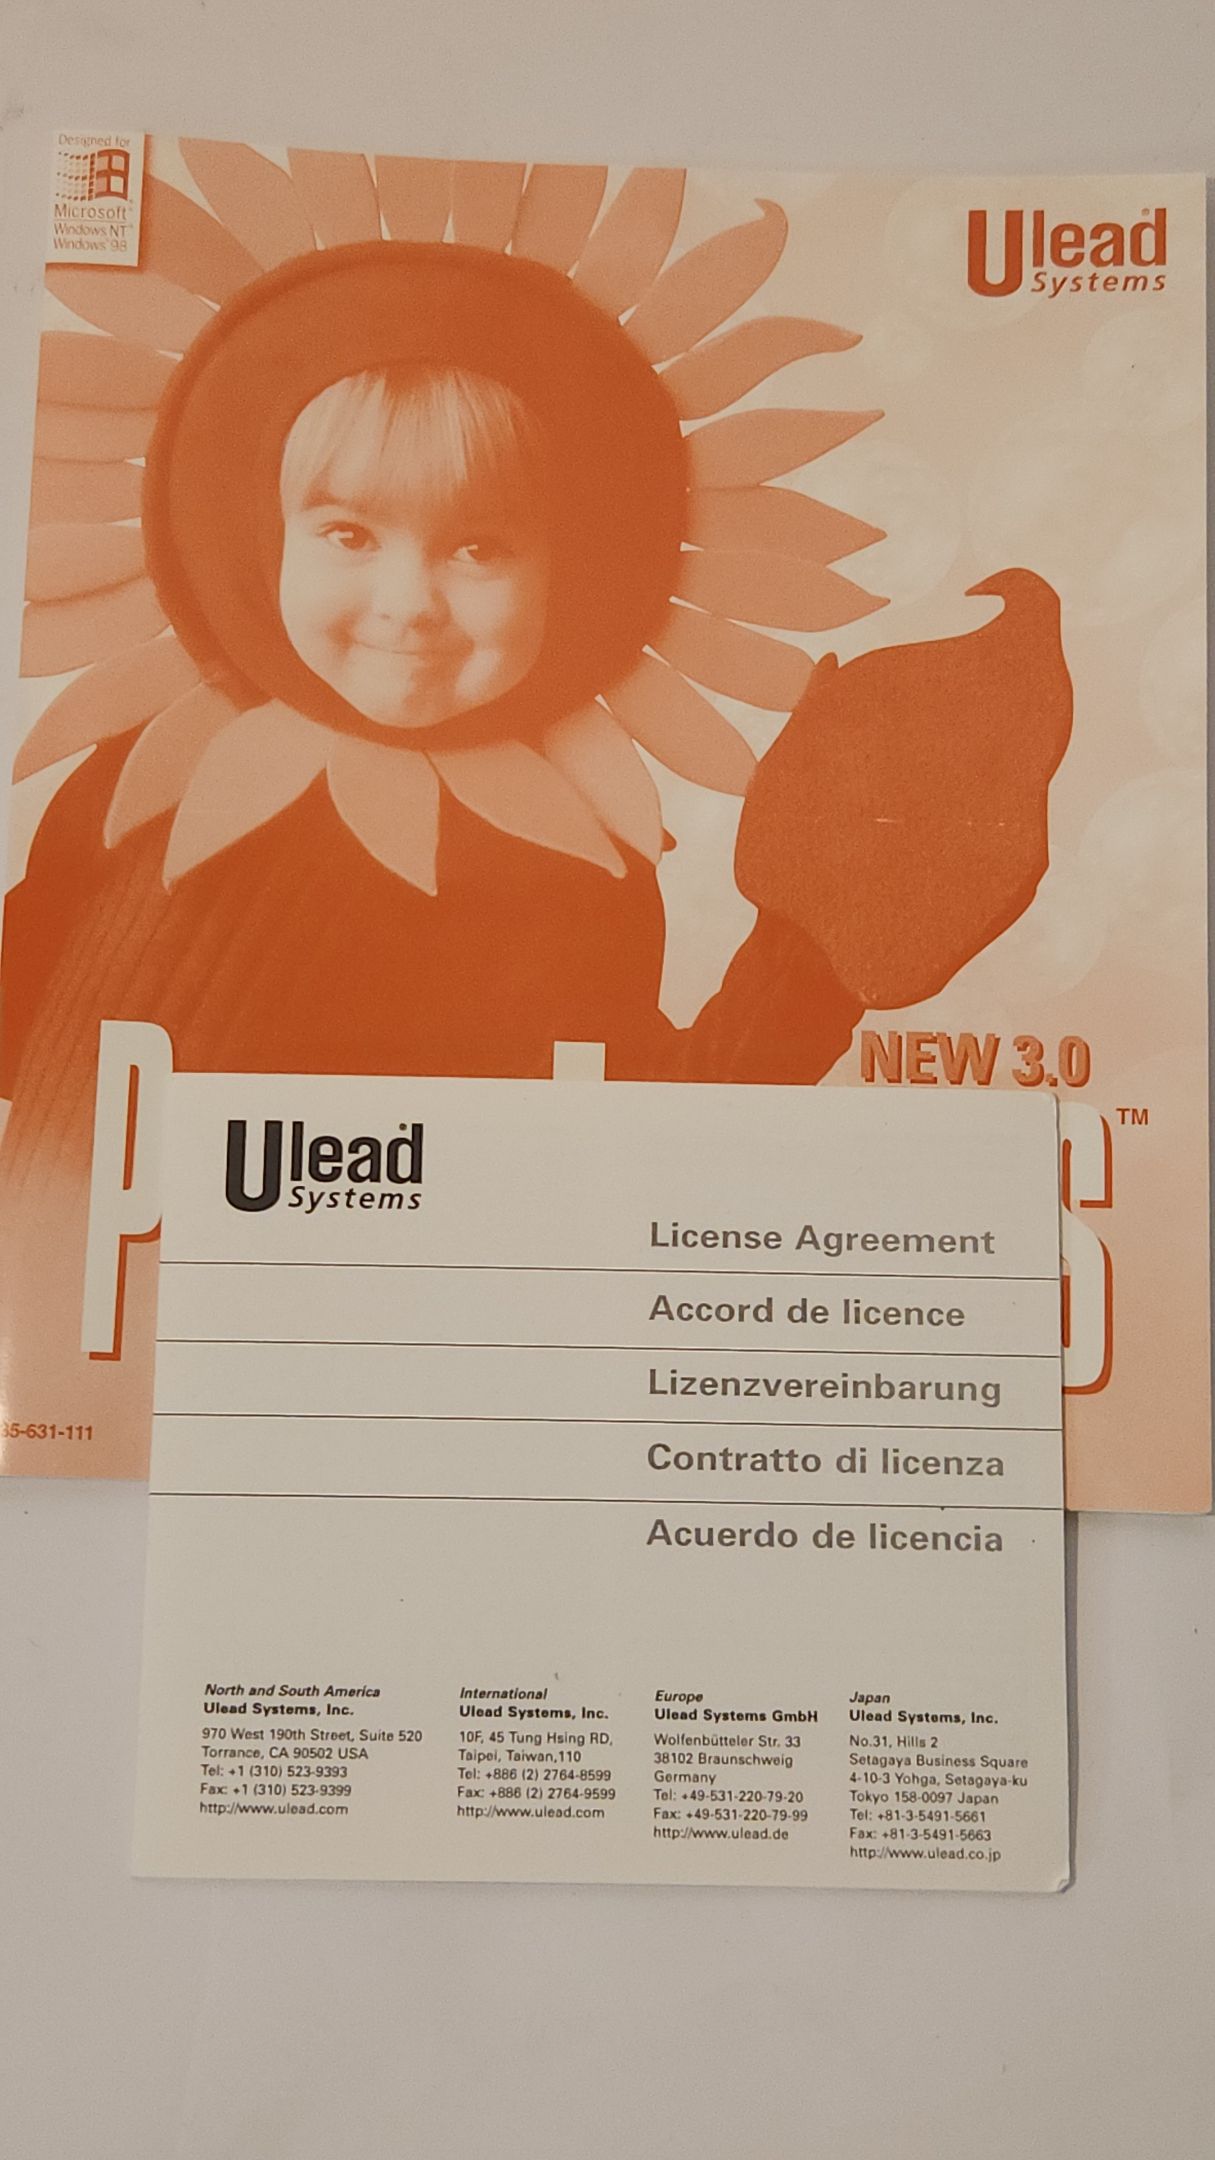 Designed for
Microsoft®
Windows NT®
Windows®98
Ulead
Systems
NEW 3.0
P
S™
35-631-111
Ulead
Systems
License Agreement
Accord de licence
Lizenzvereinbarung
Contratto di licenza
Acuerdo de licencia
North and South America
Ulead Systems, Inc.
970 West 190th Street, Suite 520
Torrance, CA 90502 USA
Tel: +1 (310) 523-9393
Fax: +1 (310) 523-9399
http://www.ulead.com
International
Ulead Systems, Inc.
10F, 45 Tung Hsing RD,
Taipei, Taiwan,110
Tel: +886 (2) 2764-8599
Fax: +886 (2) 2764-9599
http://www.ulead.com
Europe
Ulead Systems GmbH
Wolfenbütteler Str. 33
38102 Braunschweig
Germany
Tel: +49-531-220-79-20
Fax: +49-531-220-79-99
http://www.ulead.de
Japan
Ulead Systems, Inc.
No.31, Hills 2
Setagaya Business Square
4-10-3 Yohga, Setagaya-ku
Tokyo 158-0097 Japan
Tel: +81-3-5491-5661
Fax: +81-3-5491-5663
http://www.ulead.co.jp